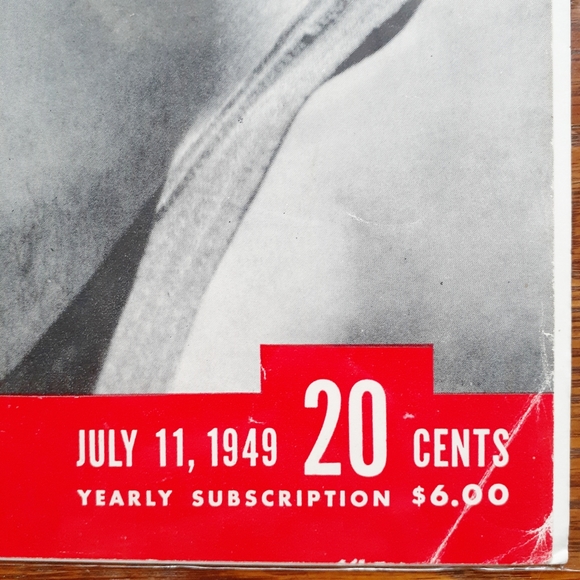 JULY 11, 1949 20 CENTS
YEARLY SUBSCRIPTION $6.00